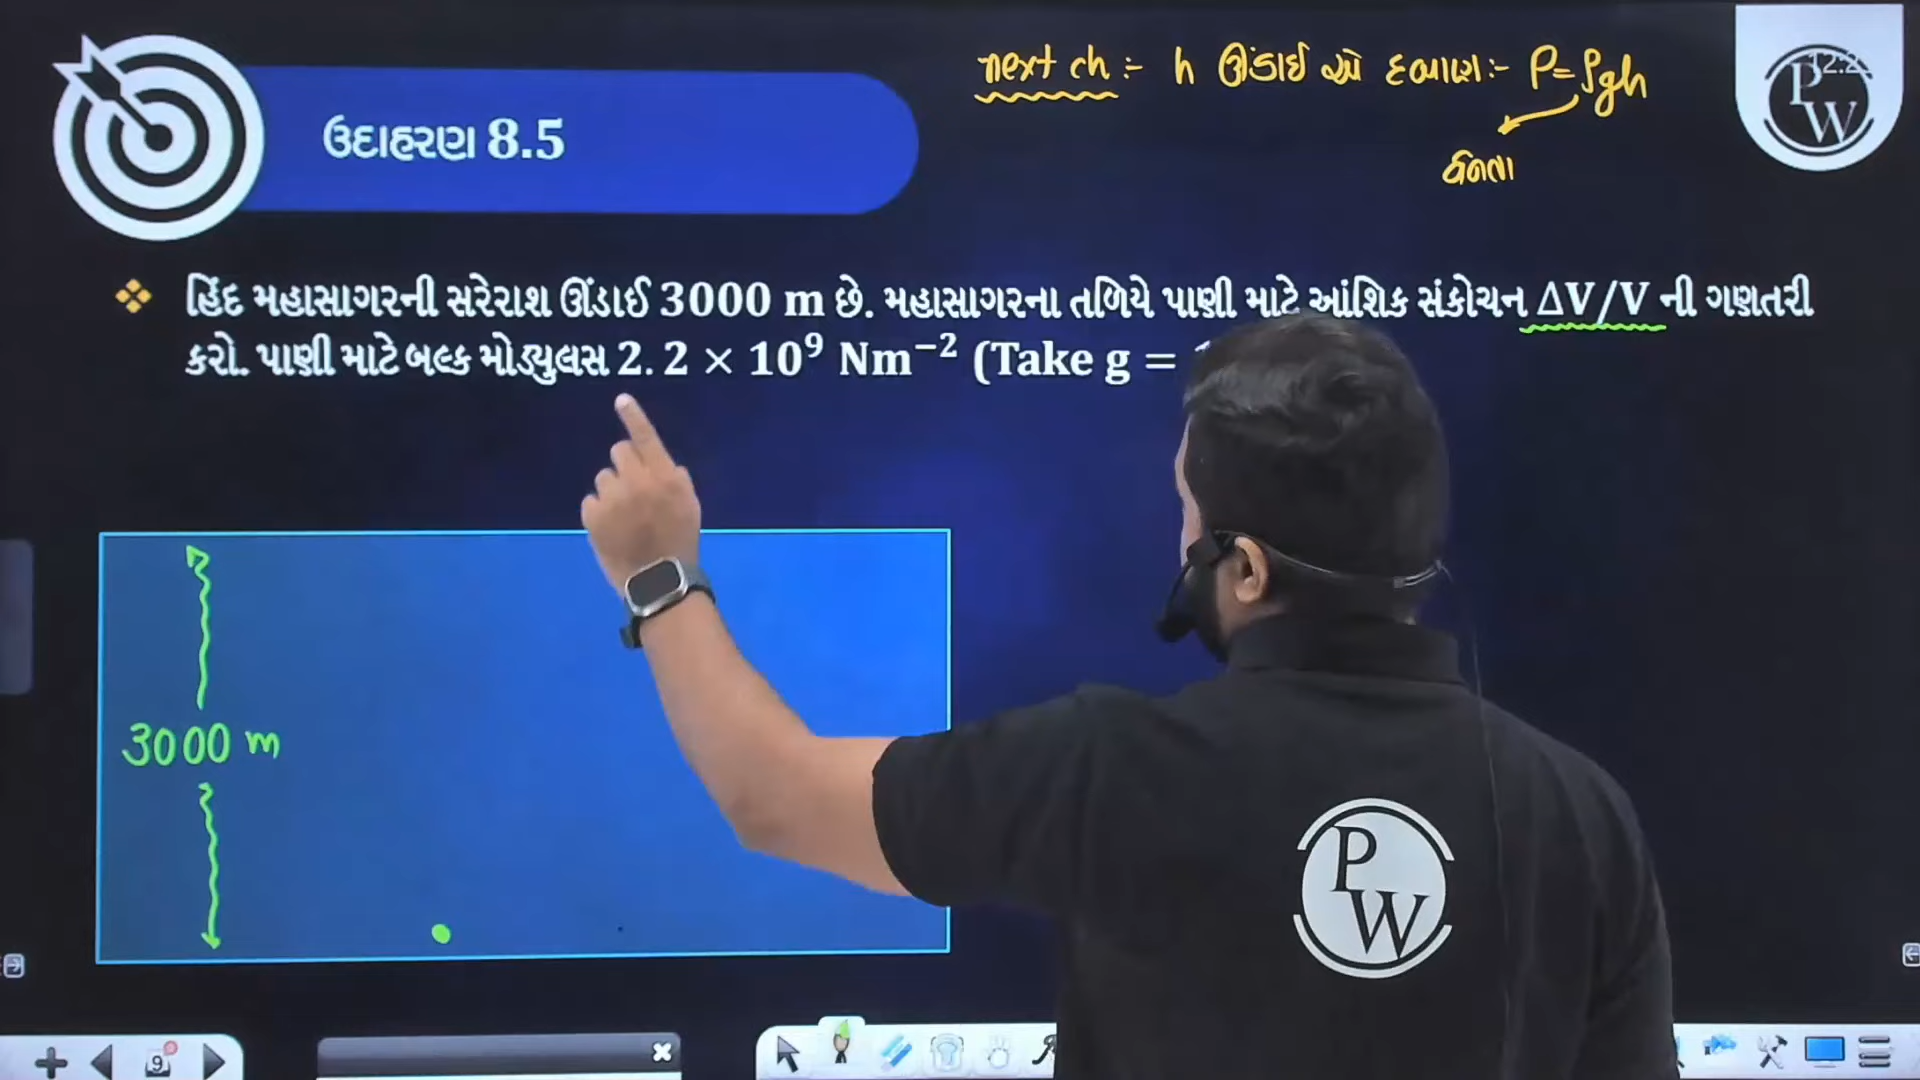 next ch :- h ઊંડાઈ એ દબાણ :- P = ρgh
ઘનતા
ઉદાહરણ 8.5
હિંદ મહાસાગરની સરેરાશ ઊંડાઈ 3000 m છે. મહાસાગરના તળિયે પાણી માટે આંશિક સંકોચન ΔV/V ની ગણતરી
કરો. પાણી માટે બલ્ક મોડ્યુલસ 2. 2 × 10⁹ Nm⁻² (Take g =
3000 m
PW
PW
9